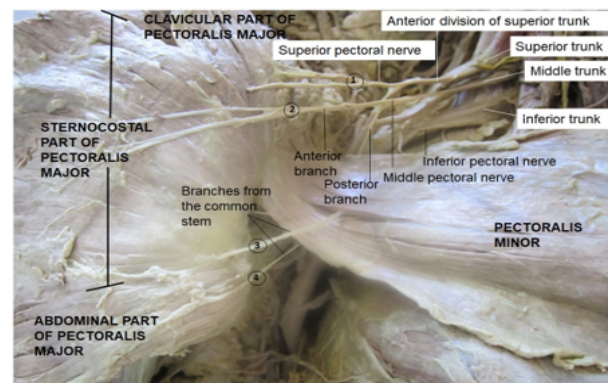 CLAVICULAR PART OF
PECTORALIS MAJOR
Anterior division of superior trunk
Superior pectoral nerve
Superior trunk
Middle trunk
1
2
STERNOCOSTAL
PART OF
PECTORALIS
MAJOR
Inferior trunk
Anterior
branch
Posterior
branch
Inferior pectoral nerve
Middle pectoral nerve
Branches from
the common
stem
PECTORALIS
MINOR
3
4
ABDOMINAL PART
OF PECTORALIS
MAJOR